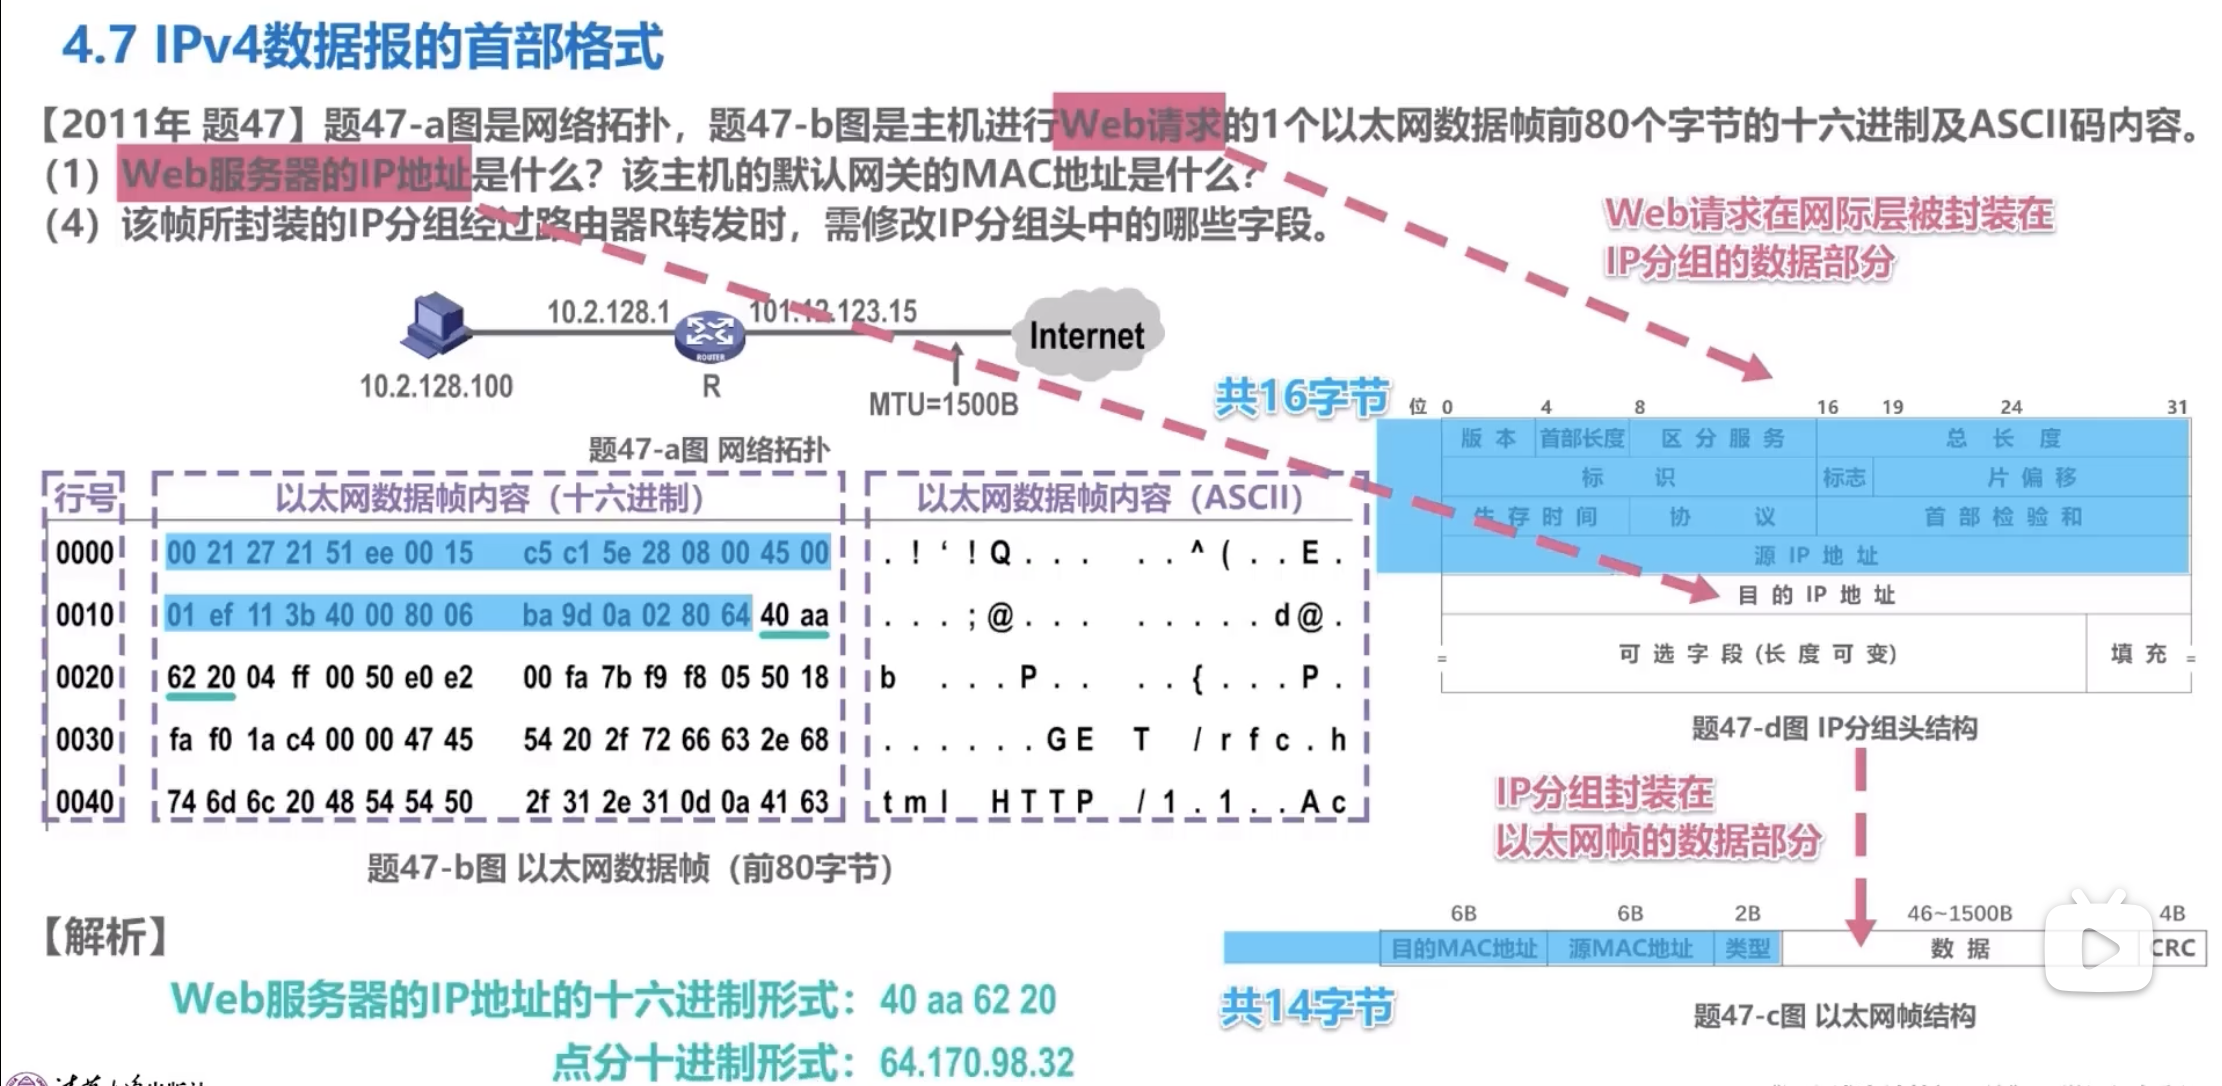 4.7 IPv4数据报的首部格式
【2011年 题47】题47-a图是网络拓扑，题47-b图是主机进行Web请求的1个以太网数据帧前80个字节的十六进制及ASCII码内容。
（1）Web服务器的IP地址是什么？该主机的默认网关的MAC地址是什么？
（4）该帧所封装的IP分组经过路由器R转发时，需修改IP分组头中的哪些字段。
Web请求在网际层被封装在
IP分组的数据部分
10.2.128.1 101.12.123.15
ROUTER
Internet
10.2.128.100 R MTU=1500B
题47-a图 网络拓扑
共16字节
位 0 4 8 16 19 24 31
版 本 首部长度 区 分 服 务 总 长 度
标 识 标志 片 偏 移
生 存 时 间 协 议 首 部 检 验 和
源 IP 地 址
目 的 IP 地 址
可 选 字 段 (长 度 可 变) 填 充
题47-d图 IP分组头结构
行号 以太网数据帧内容（十六进制） 以太网数据帧内容（ASCII）
0000 00 21 27 21 51 ee 00 15 c5 c1 5e 28 08 00 45 00 . ! ‘ ! Q . . . . . ^ ( . . E .
0010 01 ef 11 3b 40 00 80 06 ba 9d 0a 02 80 64 40 aa . . . ; @ . . . . . . . . d @ .
0020 62 20 04 ff 00 50 e0 e2 00 fa 7b f9 f8 05 50 18 b . . . P . . . . { . . . P .
0030 fa f0 1a c4 00 00 47 45 54 20 2f 72 66 63 2e 68 . . . . . . G E T / r f c . h
0040 74 6d 6c 20 48 54 54 50 2f 31 2e 31 0d 0a 41 63 t m l H T T P / 1 . 1 . . A c
题47-b图 以太网数据帧（前80字节）
IP分组封装在
以太网帧的数据部分
6B 6B 2B 46~1500B 4B
目的MAC地址 源MAC地址 类型 数 据 CRC
共14字节
题47-c图 以太网帧结构
【解析】
Web服务器的IP地址的十六进制形式：40 aa 62 20
点分十进制形式：64.170.98.32